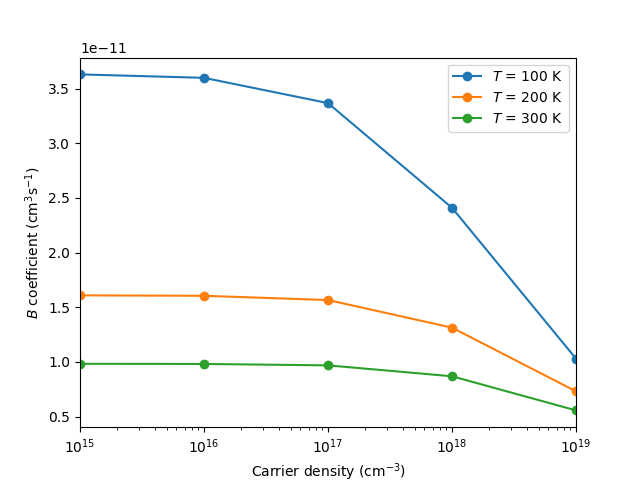 1e−11
3.5
3.0
2.5
2.0
1.5
1.0
0.5
B coefficient (cm³s⁻¹)
T = 100 K
T = 200 K
T = 300 K
10¹⁵ 10¹⁶ 10¹⁷ 10¹⁸ 10¹⁹
Carrier density (cm⁻³)